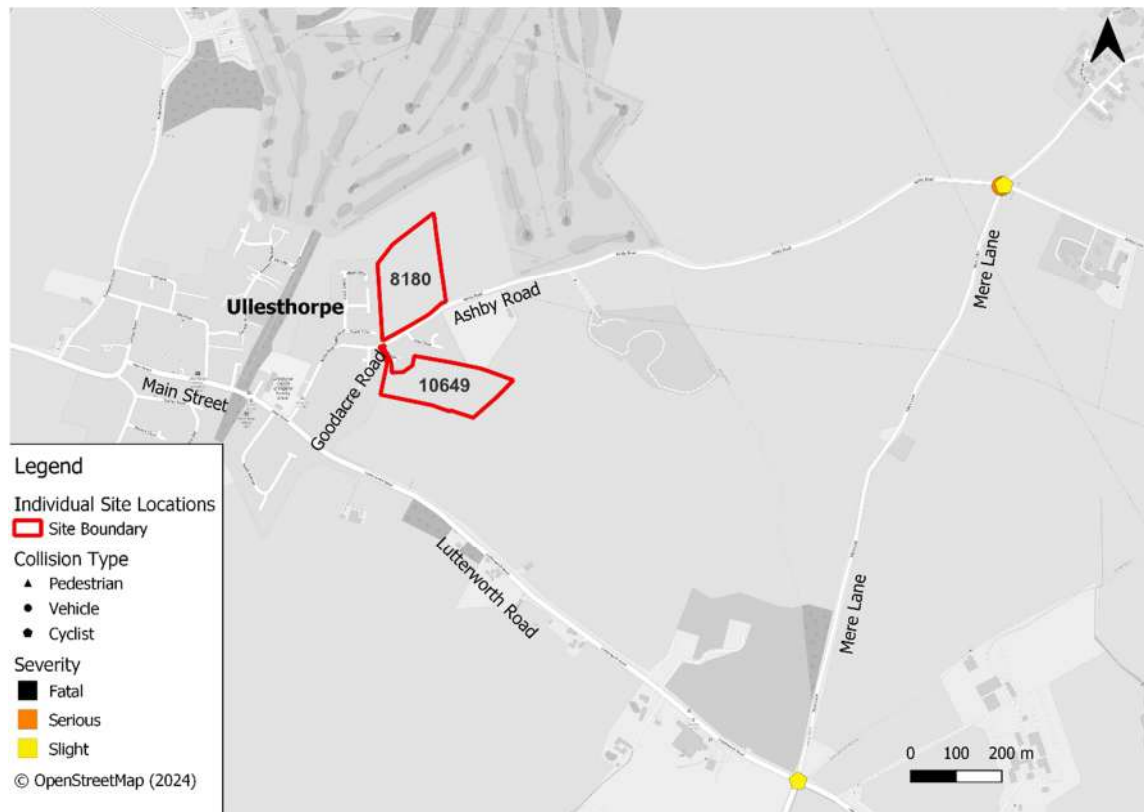 8180
Ullesthorpe
Ashby Road
Mere Lane
10649
Main Street
Goodacre Road
Lutterworth Road
Mere Lane
Legend
Individual Site Locations
Site Boundary
Collision Type
Pedestrian
Vehicle
Cyclist
Severity
Fatal
Serious
Slight
© OpenStreetMap (2024)
0 100 200 m